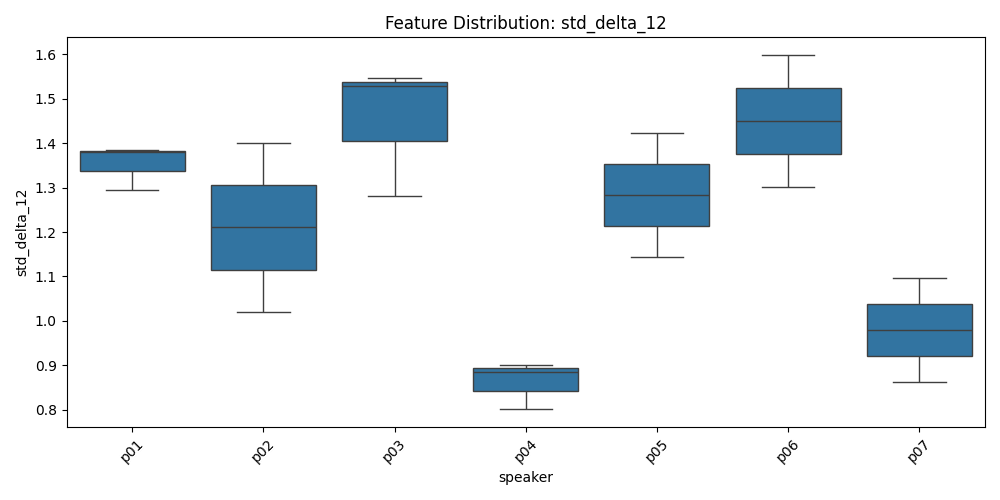 Feature Distribution: std_delta_12
std_delta_12
1.6
1.5
1.4
1.3
1.2
1.1
1.0
0.9
0.8
p01 p02 p03 p04 p05 p06 p07
speaker